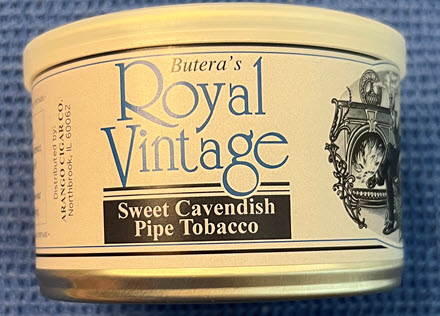 Butera's
Royal
Vintage
Sweet Cavendish
Pipe Tobacco
Distributed by:
ARANGO CIGAR CO.
Northbrook, IL 60062